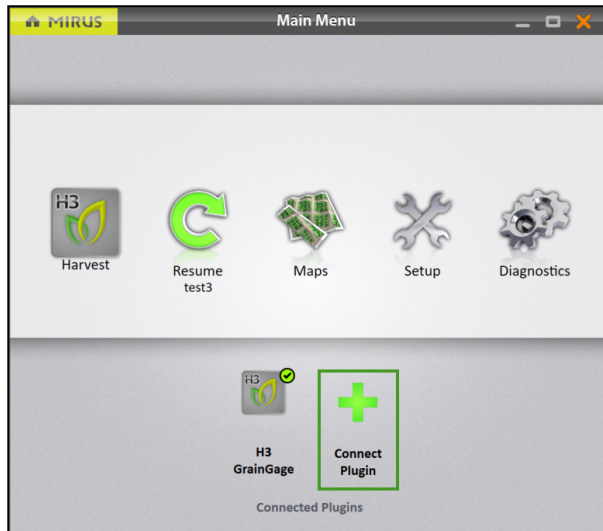 MIRUS
Main Menu
H3
Harvest
Resume
test3
Maps
Setup
Diagnostics
H3
H3
GrainGage
Connect
Plugin
Connected Plugins